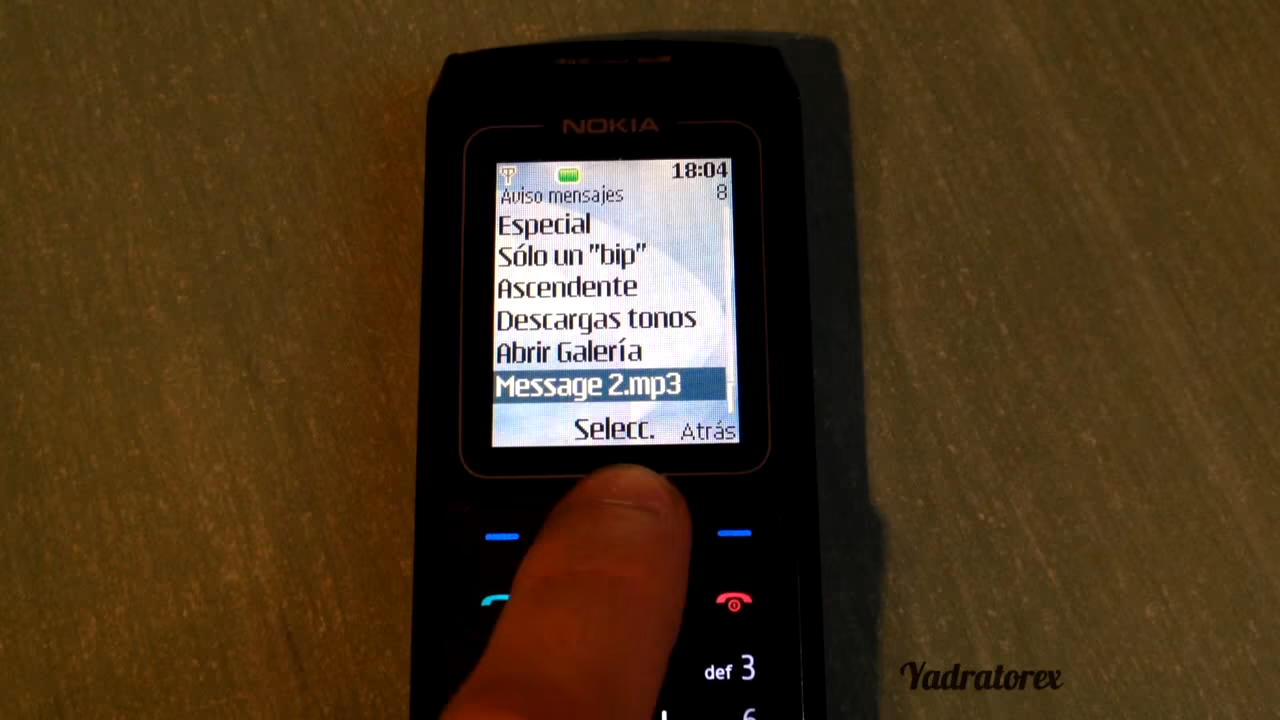 NOKIA
18:04
Aviso mensajes 8
Especial
Sólo un "bip"
Ascendente
Descargas tonos
Abrir Galería
Message 2.mp3
Selecc. Atrás
def 3
6
Yadratorex